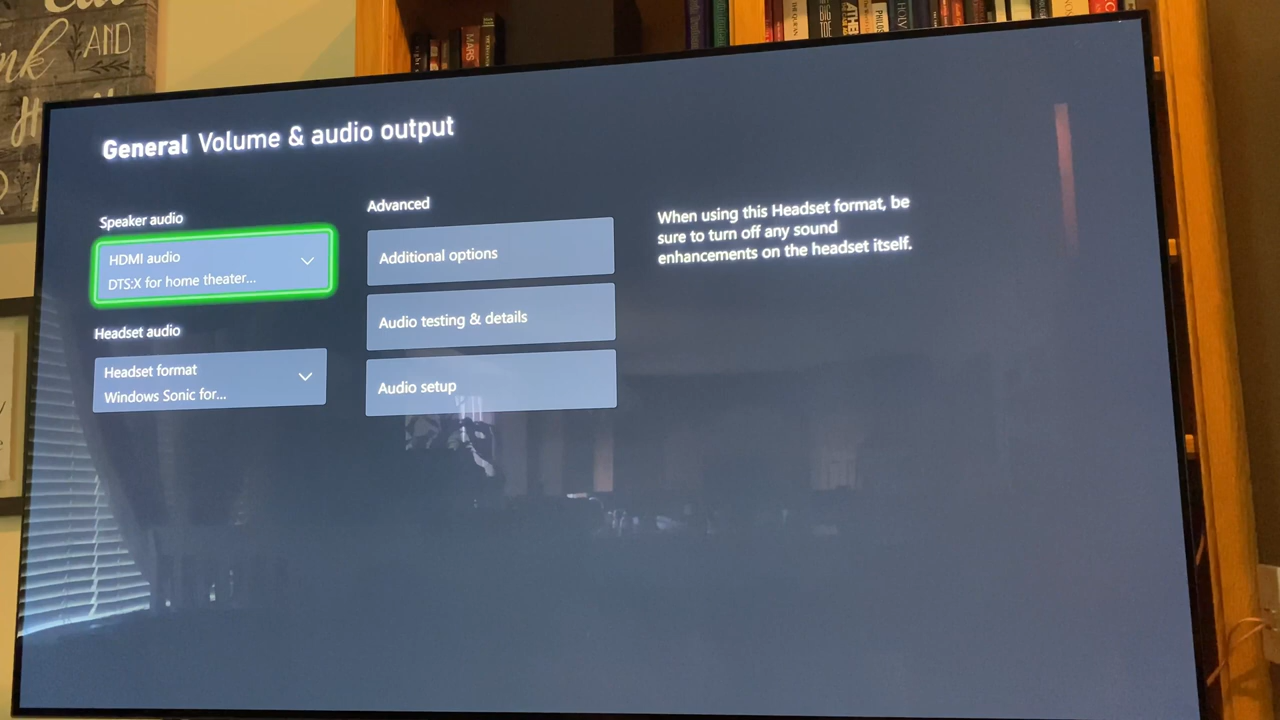 AND
MARS
General Volume & audio output
Speaker audio
HDMI audio
DTS:X for home theater...
Headset audio
Headset format
Windows Sonic for...
Advanced
Additional options
Audio testing & details
Audio setup
When using this Headset format, be
sure to turn off any sound
enhancements on the headset itself.